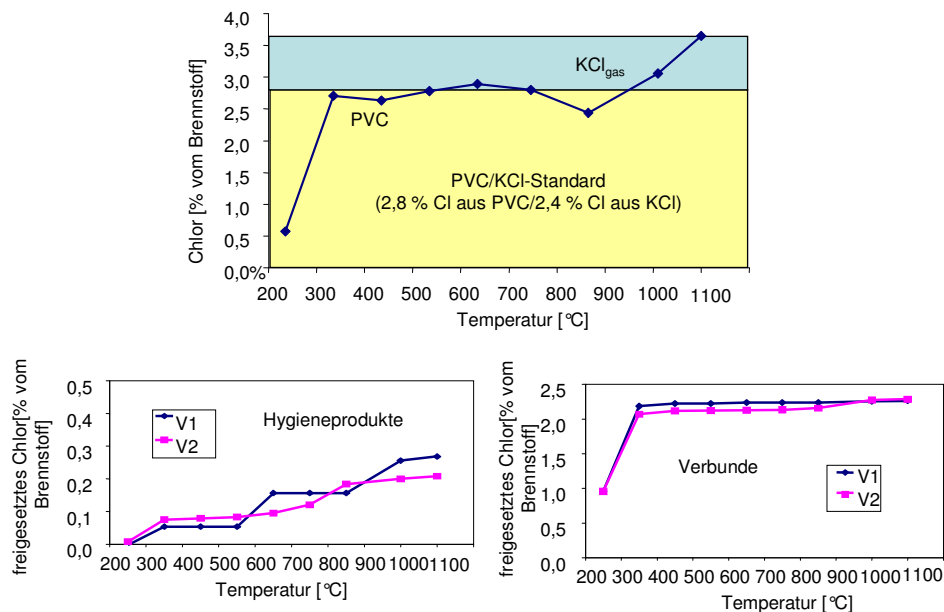 Chlor [% vom Brennstoff]
4,0
3,5
3,0
2,5
2,0
1,5
1,0
0,5
0,0%
KCl_gas
PVC
PVC/KCl-Standard
(2,8 % Cl aus PVC/2,4 % Cl aus KCl)
200 300 400 500 600 700 800 900 1000 1100
Temperatur [°C]
freigesetztes Chlor[% vom
Brennstoff]
0,5
0,4
0,3
0,2
0,1
0,0
V1
V2
Hygieneprodukte
200 300 400 500 600 700 800 900 1000 1100
Temperatur [°C]
freigesetztes Chlor[% vom
Brennstoff]
2,5
2,0
1,5
1,0
0,5
0,0
Verbunde
V1
V2
200 300 400 500 600 700 800 900 1000 1100
Temperatur [°C]